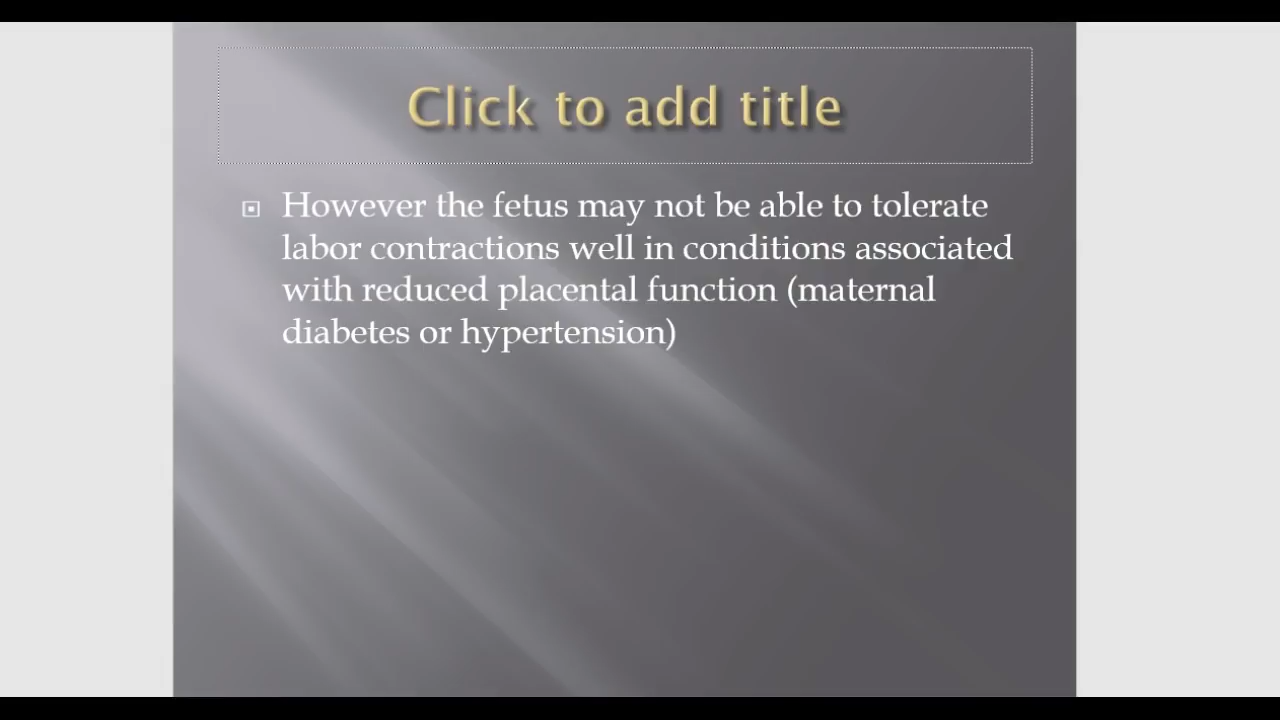 Click to add title
However the fetus may not be able to tolerate
labor contractions well in conditions associated
with reduced placental function (maternal
diabetes or hypertension)